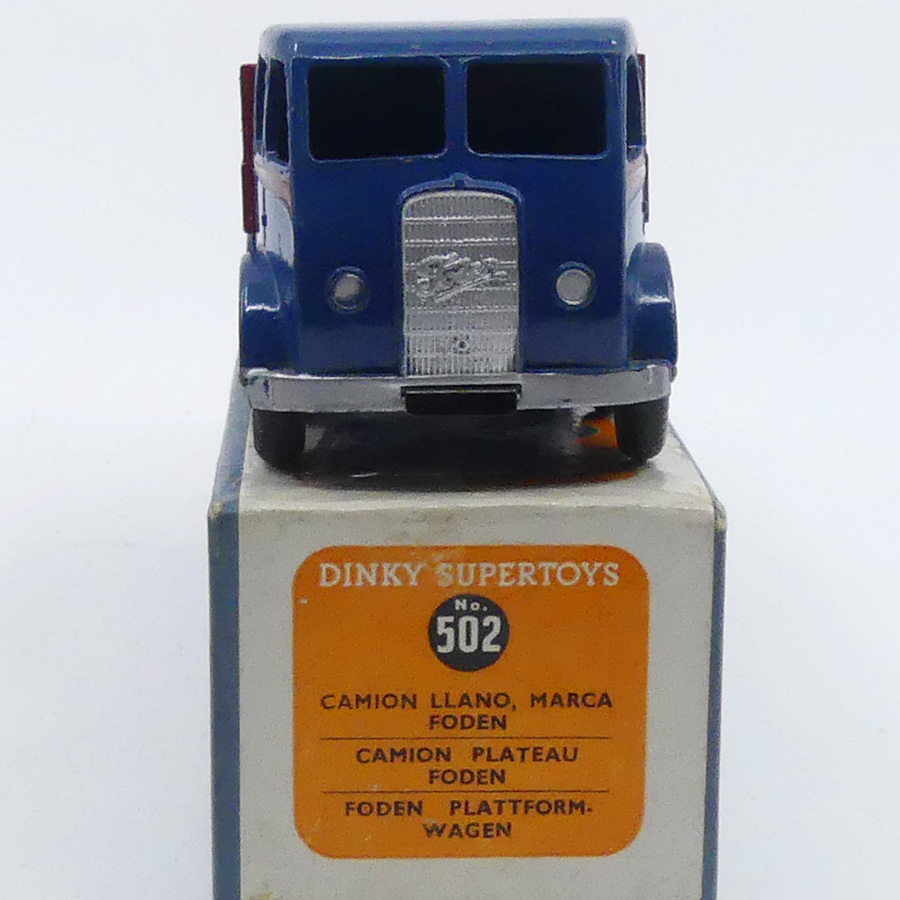 DINKY SUPERTOYS
No.
502
CAMION LLANO, MARCA
FODEN
CAMION PLATEAU
FODEN
FODEN PLATTFORM-
WAGEN